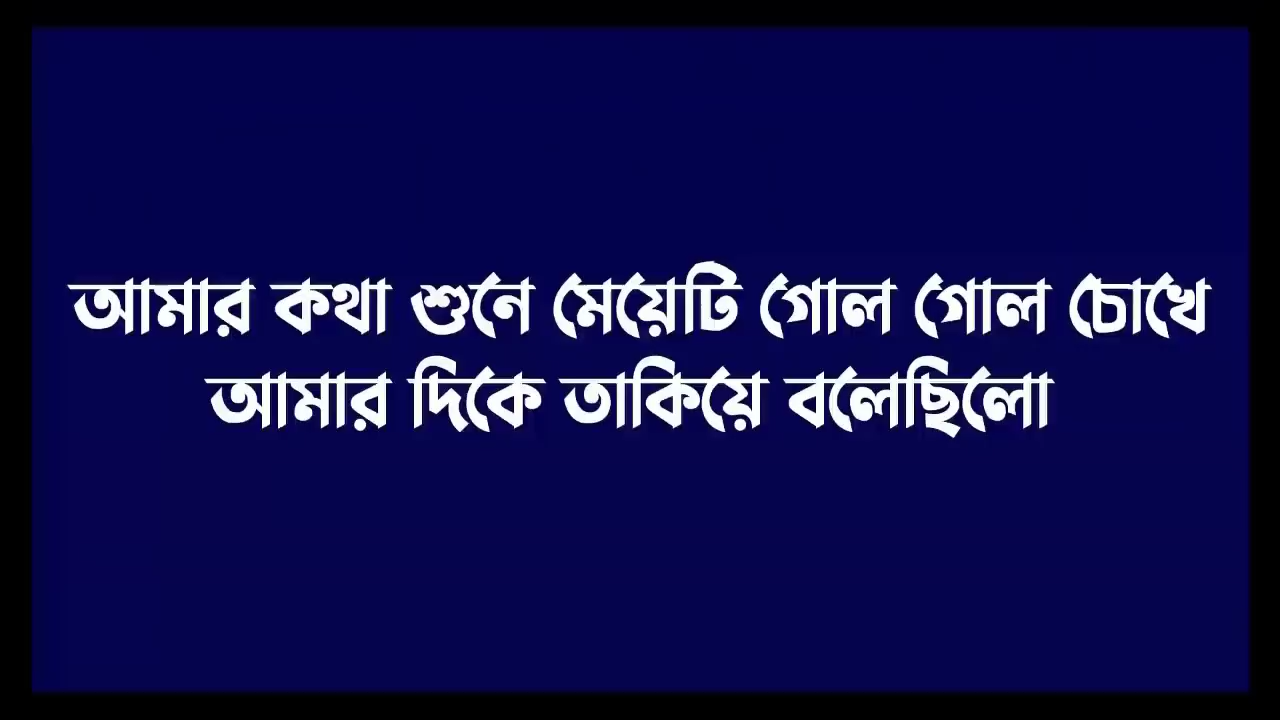 আমার কথা শুনে মেয়েটি গোল গোল চোখে
আমার দিকে তাকিয়ে বলেছিলো